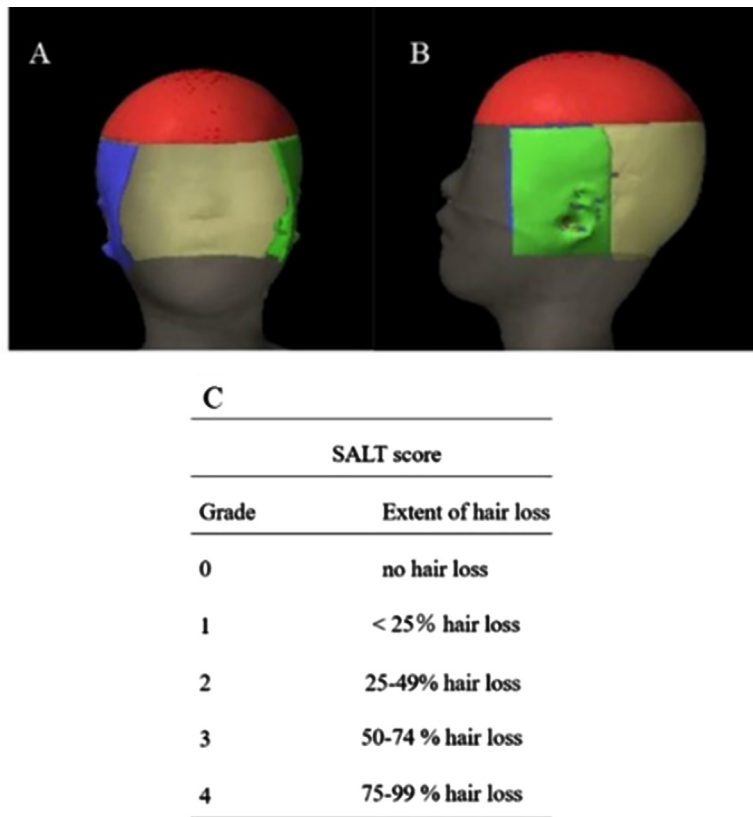 A
B
C
SALT score
Grade Extent of hair loss
0 no hair loss
1 < 25% hair loss
2 25-49% hair loss
3 50-74 % hair loss
4 75-99 % hair loss